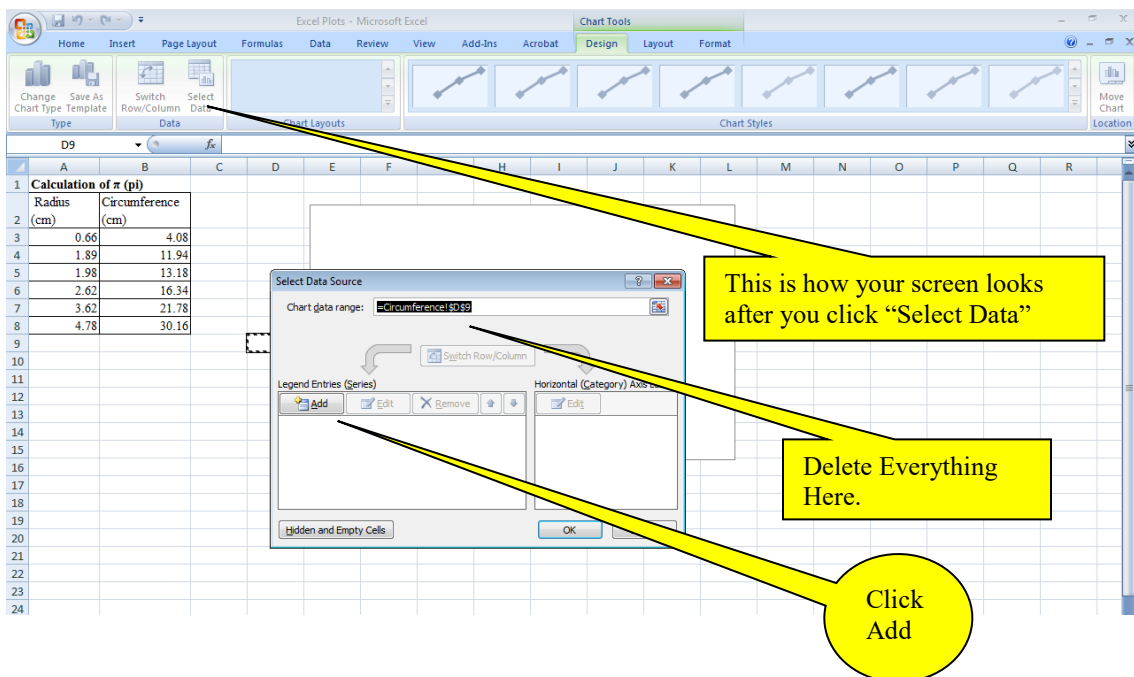 Excel Plots - Microsoft Excel
Chart Tools
Home Insert Page Layout Formulas Data Review View Add-Ins Acrobat Design Layout Format
Change Chart Type
Save As Template
Switch Row/Column
Select Data
Move Chart
Type Data Chart Layouts Chart Styles Location
D9 fx
A B C D E F H I J K L M N O P Q R
1 Calculation of π (pi)
2 Radius (cm) Circumference (cm)
3 0.66 4.08
4 1.89 11.94
5 1.98 13.18
6 2.62 16.34
7 3.62 21.78
8 4.78 30.16
9
10
11
12
13
14
15
16
17
18
19
20
21
22
23
24
Select Data Source
Chart data range: =Circumference!$D$9
Switch Row/Column
Legend Entries (Series)
Horizontal (Category) Axis
Add Edit Remove
Edit
Hidden and Empty Cells
OK
This is how your screen looks
after you click “Select Data”
Delete Everything
Here.
Click
Add